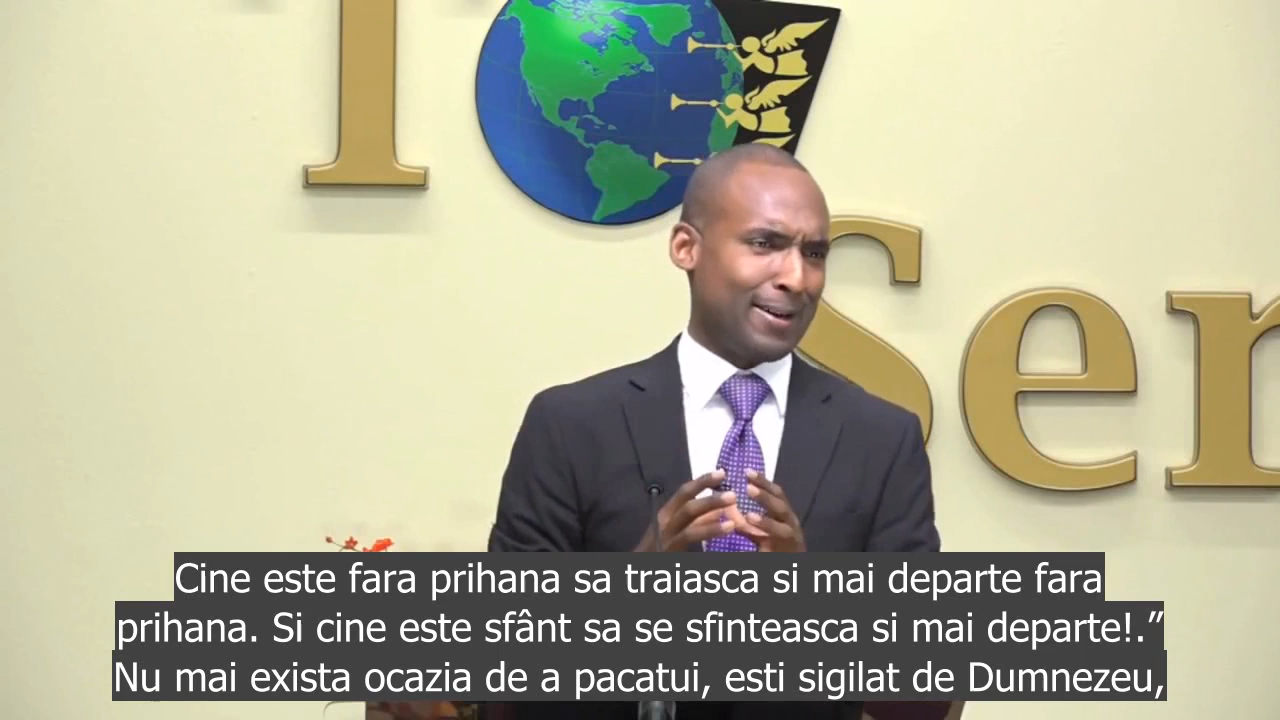 T
Ser
Cine este fara prihana sa traiasca si mai departe fara
prihana. Si cine este sfânt sa se sfinteasca si mai departe!.”
Nu mai exista ocazia de a pacatui, esti sigilat de Dumnezeu,